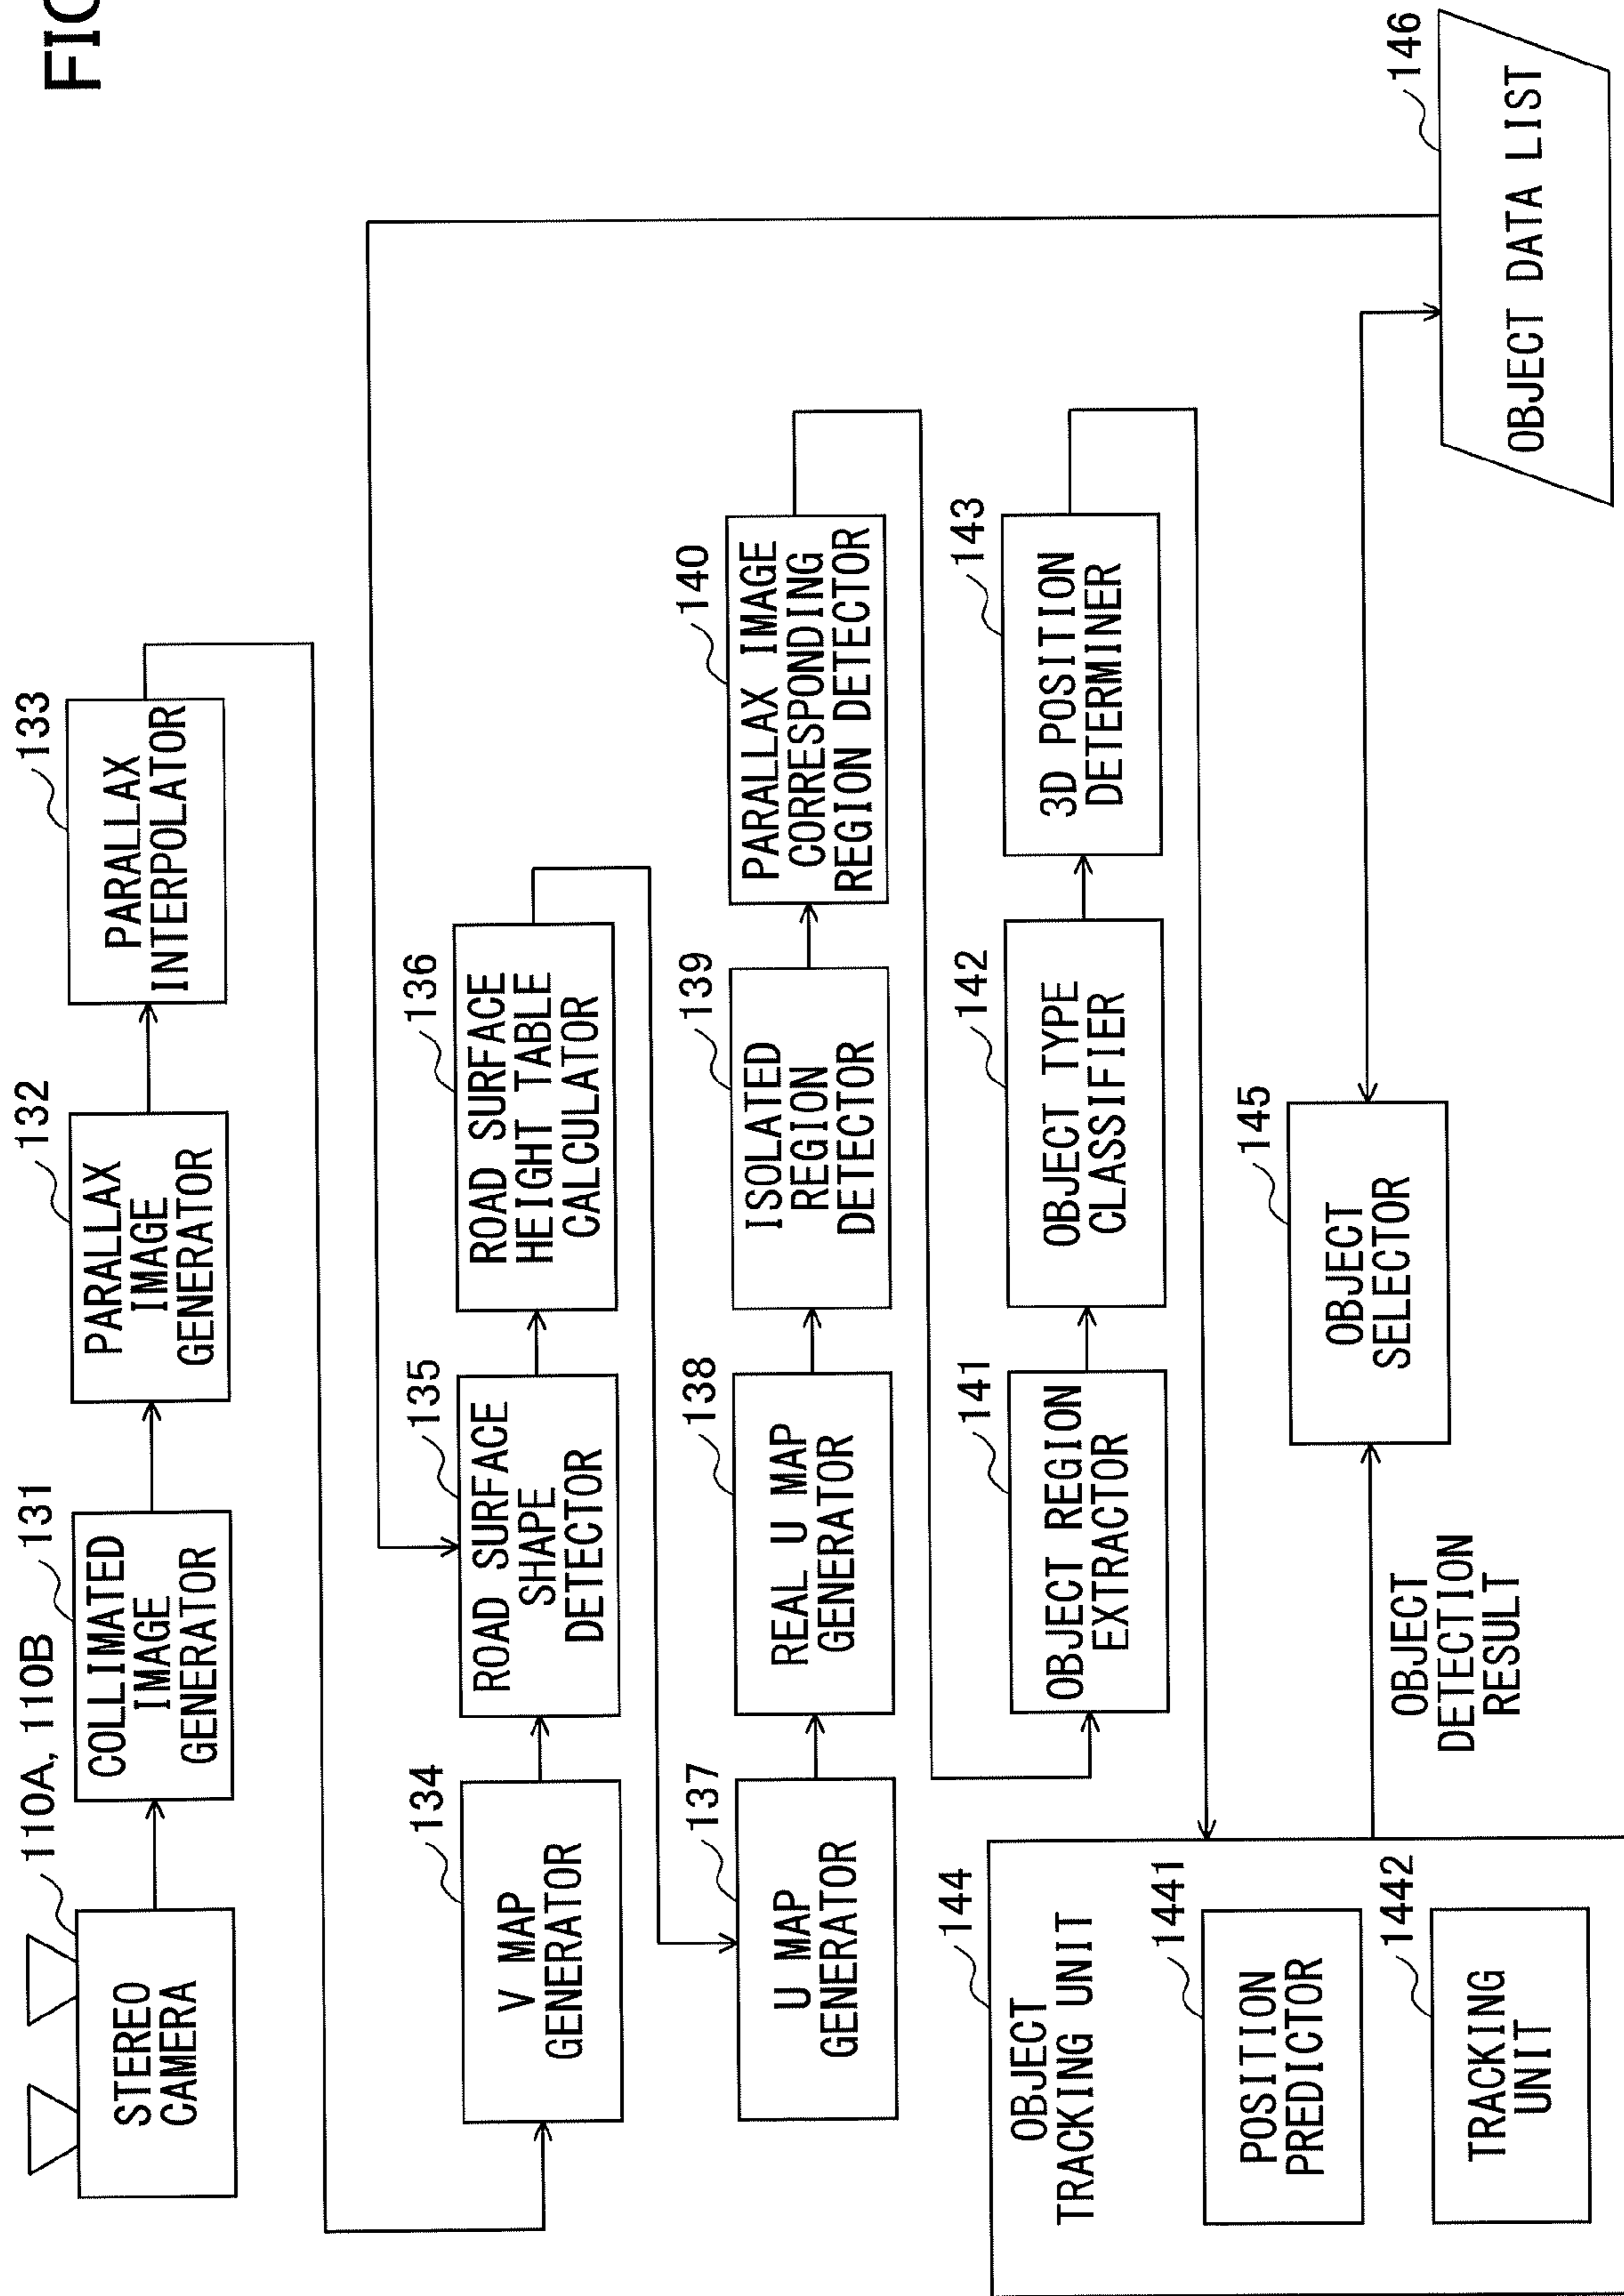 FIG
110A, 110B
STEREO
CAMERA
131
COLLIMATED
IMAGE
GENERATOR
132
PARALLAX
IMAGE
GENERATOR
133
PARALLAX
INTERPOLATOR
134
V MAP
GENERATOR
135
ROAD SURFACE
SHAPE
DETECTOR
136
ROAD SURFACE
HEIGHT TABLE
CALCULATOR
137
U MAP
GENERATOR
138
REAL U MAP
GENERATOR
139
ISOLATED
REGION
DETECTOR
140
PARALLAX IMAGE
CORRESPONDING
REGION DETECTOR
141
OBJECT REGION
EXTRACTOR
142
OBJECT TYPE
CLASSIFIER
143
3D POSITION
DETERMINER
144
OBJECT
TRACKING UNIT
1441
POSITION
PREDICTOR
1442
TRACKING
UNIT
OBJECT
DETECTION
RESULT
145
OBJECT
SELECTOR
146
OBJECT DATA LIST